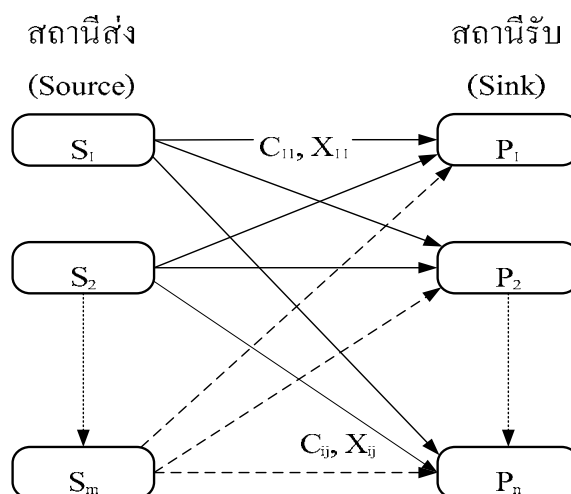 สถานีส่ง สถานีรับ
(Source) (Sink)
S₁ C₁₁, X₁₁ P₁
S₂ P₂
Sₘ Cᵢⱼ, Xᵢⱼ Pₙ